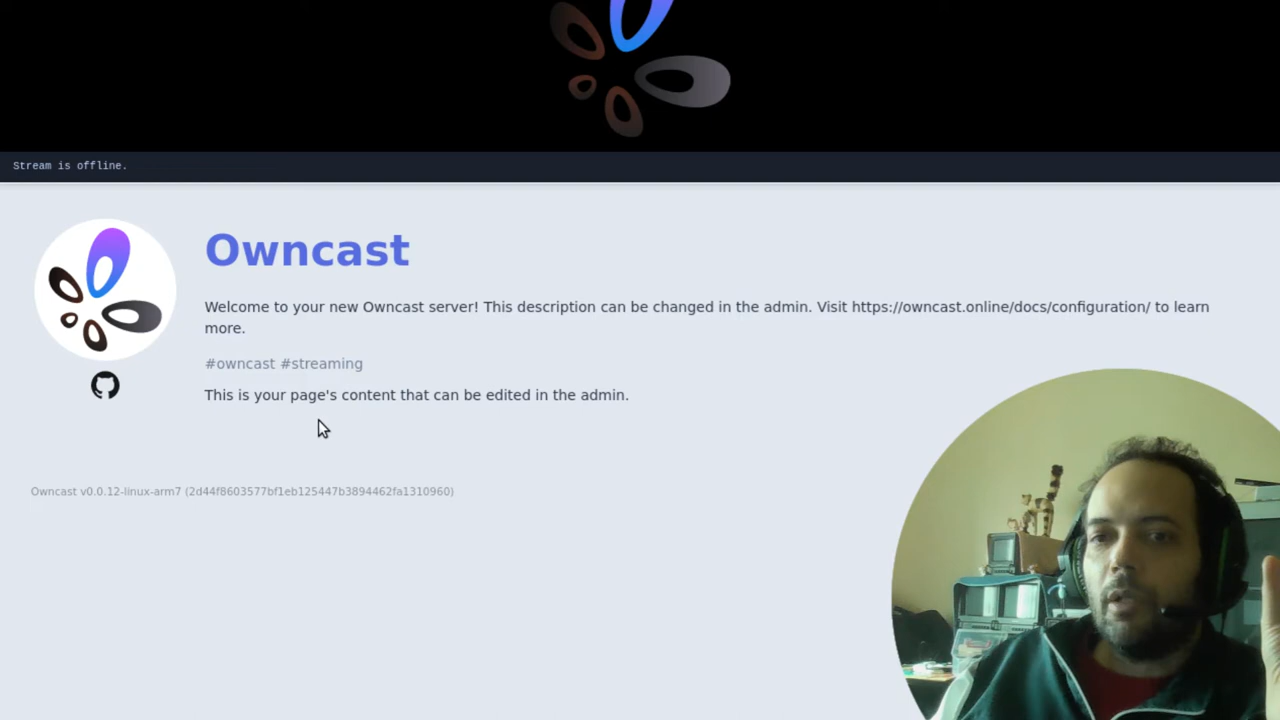 Stream is offline.
Owncast
Welcome to your new Owncast server! This description can be changed in the admin. Visit https://owncast.online/docs/configuration/ to learn
more.
#owncast #streaming
This is your page's content that can be edited in the admin.
Owncast v0.0.12-linux-arm7 (2d44f8603577bf1eb125447b3894462fa1310960)